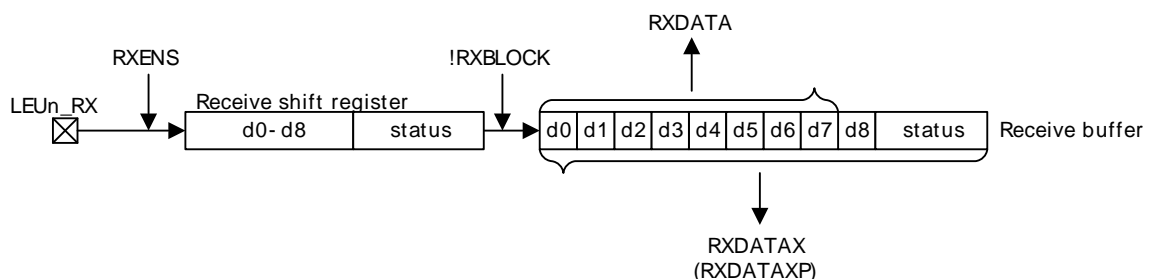 RXDATA
RXENS
!RXBLOCK
LEUn_RX
Receive shift register
d0- d8 status
d0 d1 d2 d3 d4 d5 d6 d7 d8 status
Receive buffer
RXDATAX
(RXDATAXP)